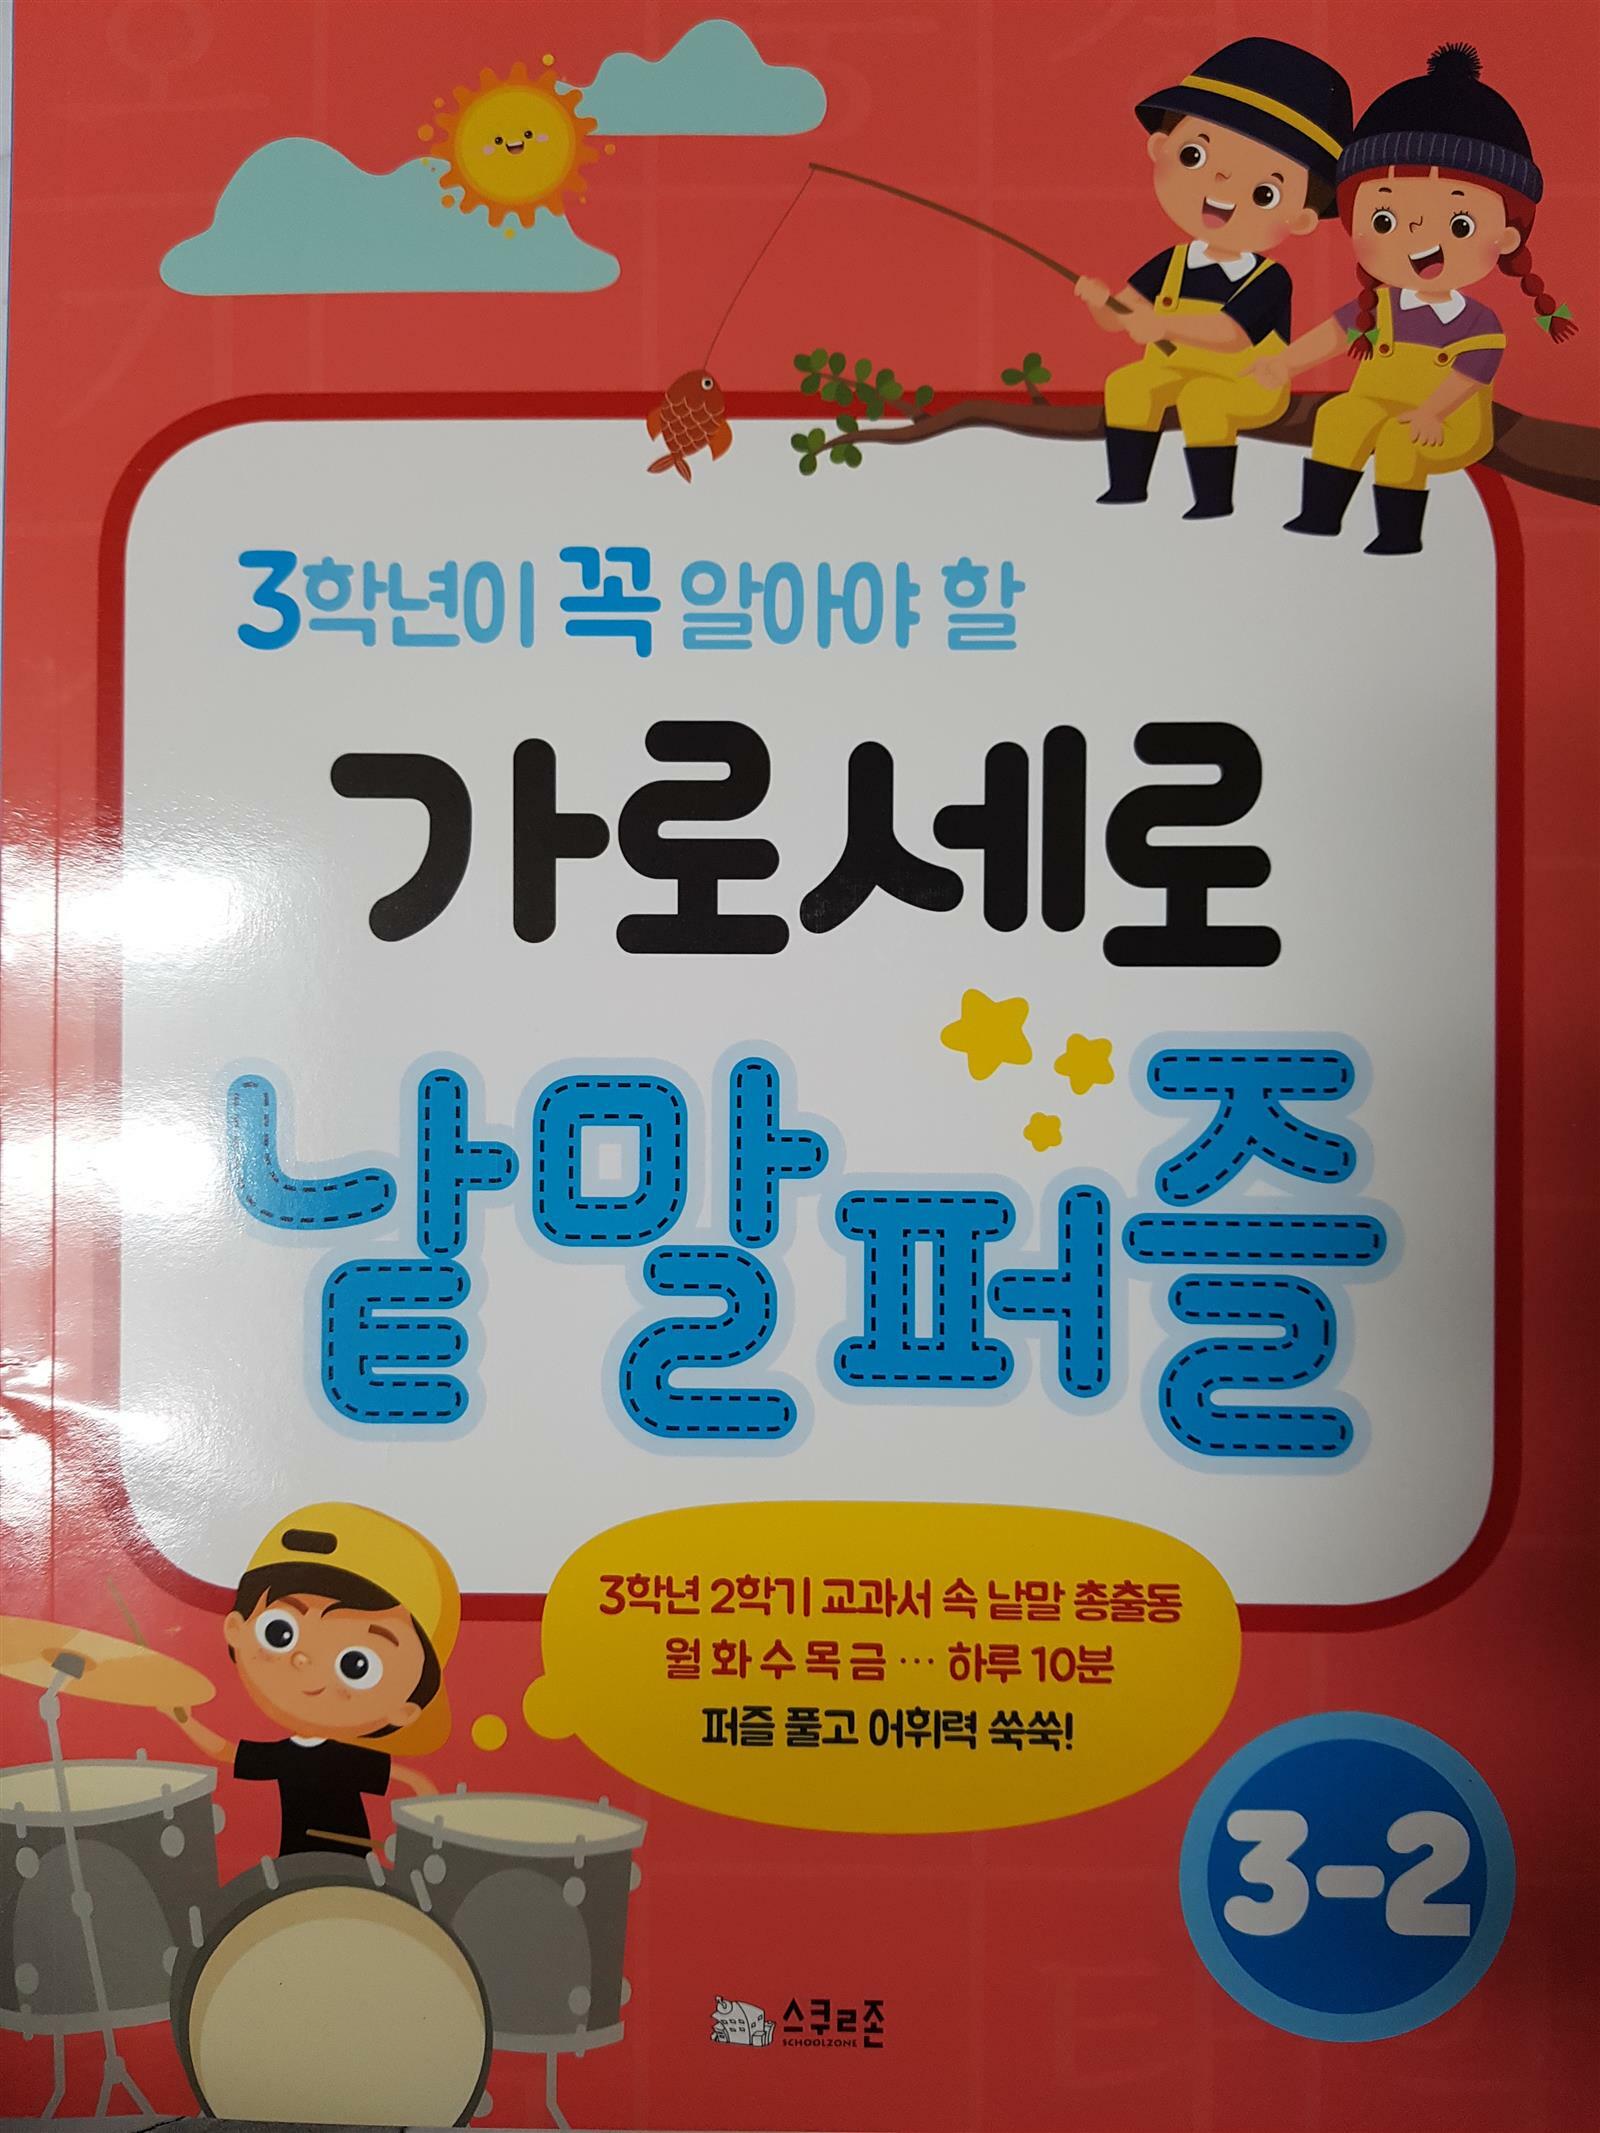 3학년이 꼭 알아야 할
가로세로
낱말퍼즐
3학년 2학기 교과서 속 낱말 총출동
월 화 수 목 금 … 하루 10분
퍼즐 풀고 어휘력 쑥쑥!
3-2
스쿠ㄹ존
SCHOOLZONE